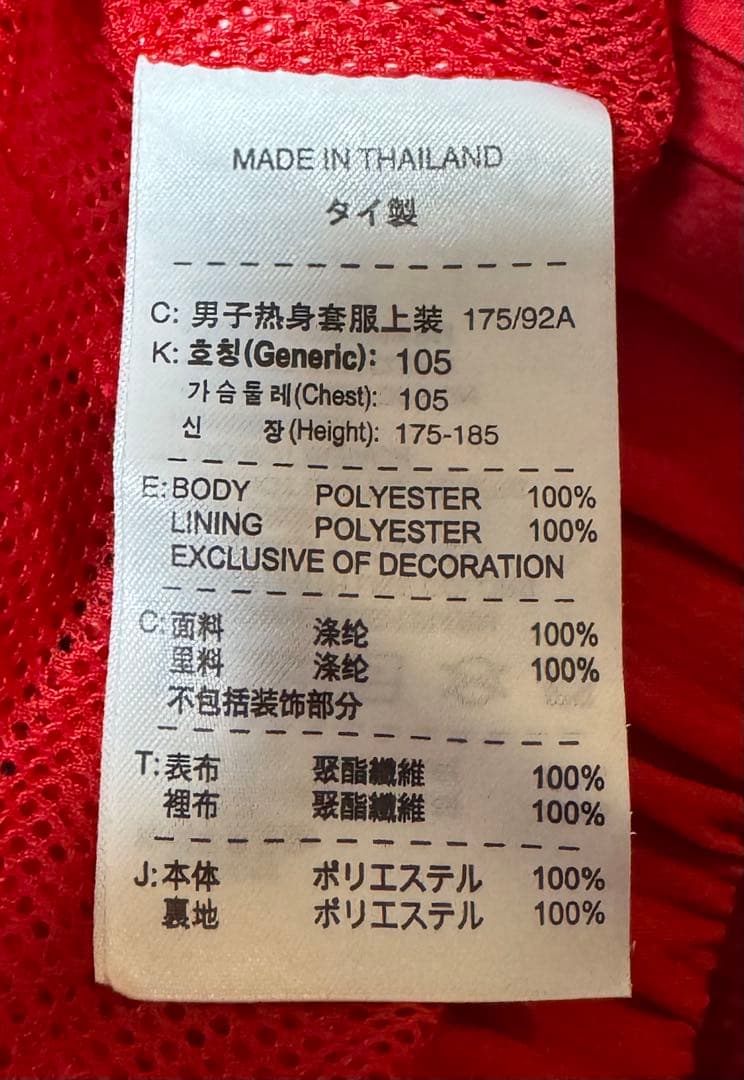 MADE IN THAILAND
タイ製
C: 男子热身套服上装 175/92A
K: 호칭(Generic): 105
가슴둘레(Chest): 105
신 장(Height): 175-185
E: BODY POLYESTER 100%
LINING POLYESTER 100%
EXCLUSIVE OF DECORATION
C: 面料 涤纶 100%
里料 涤纶 100%
不包括装饰部分
T: 表布 聚酯纖維 100%
裡布 聚酯纖維 100%
J: 本体 ポリエステル 100%
裏地 ポリエステル 100%